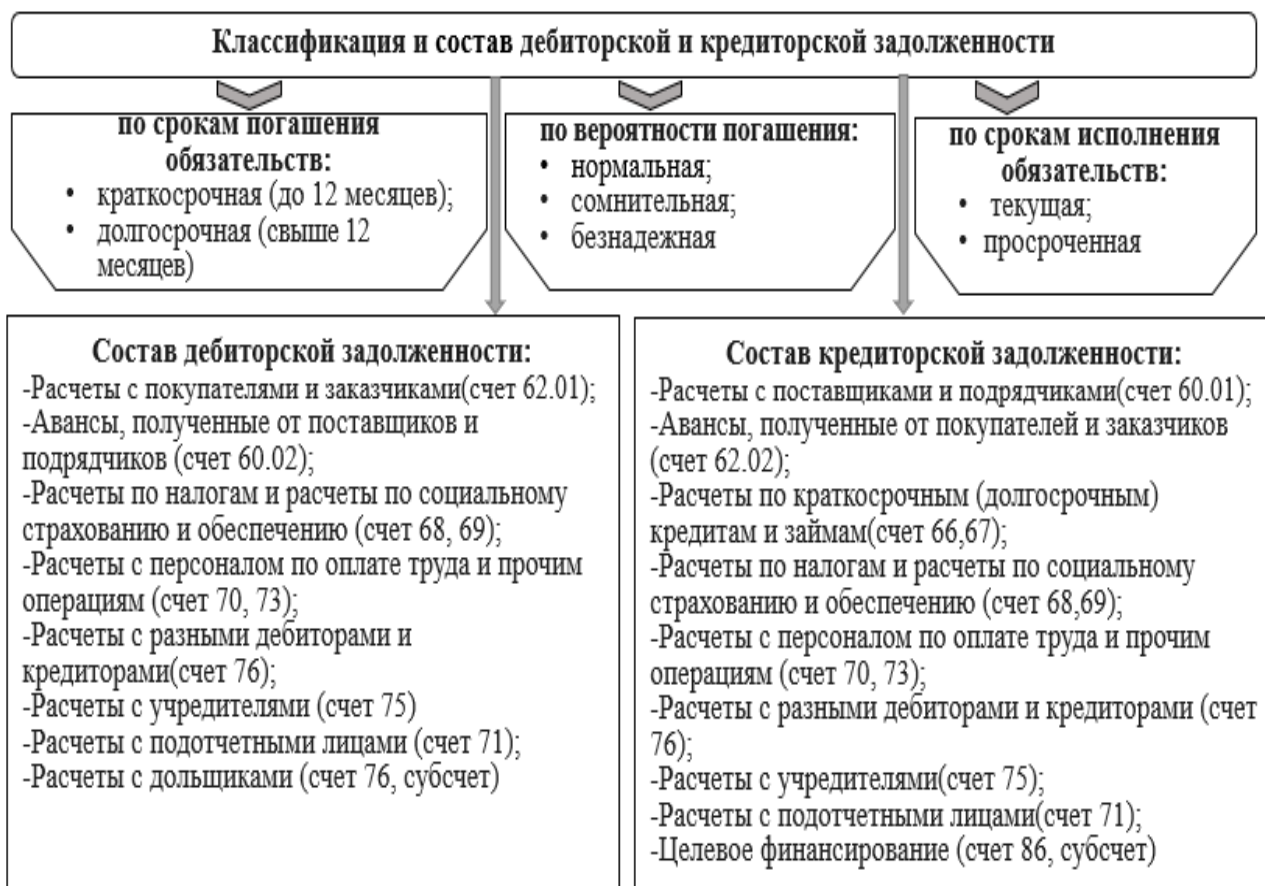 Классификация и состав дебиторской и кредиторской задолженности
по срокам погашения
обязательств:
• краткосрочная (до 12 месяцев);
• долгосрочная (свыше 12
месяцев)
по вероятности погашения:
• нормальная;
• сомнительная;
• безнадежная
по срокам исполнения
обязательств:
• текущая;
• просроченная
Состав дебиторской задолженности:
-Расчеты с покупателями и заказчиками(счет 62.01);
-Авансы, полученные от поставщиков и
подрядчиков (счет 60.02);
-Расчеты по налогам и расчеты по социальному
страхованию и обеспечению (счет 68, 69);
-Расчеты с персоналом по оплате труда и прочим
операциям (счет 70, 73);
-Расчеты с разными дебиторами и
кредиторами(счет 76);
-Расчеты с учредителями (счет 75)
-Расчеты с подотчетными лицами (счет 71);
-Расчеты с дольщиками (счет 76, субсчет)
Состав кредиторской задолженности:
-Расчеты с поставщиками и подрядчиками(счет 60.01);
-Авансы, полученные от покупателей и заказчиков
(счет 62.02);
-Расчеты по краткосрочным (долгосрочным)
кредитам и займам(счет 66,67);
-Расчеты по налогам и расчеты по социальному
страхованию и обеспечению (счет 68,69);
-Расчеты с персоналом по оплате труда и прочим
операциям (счет 70, 73);
-Расчеты с разными дебиторами и кредиторами (счет
76);
-Расчеты с учредителями(счет 75);
-Расчеты с подотчетными лицами(счет 71);
-Целевое финансирование (счет 86, субсчет)